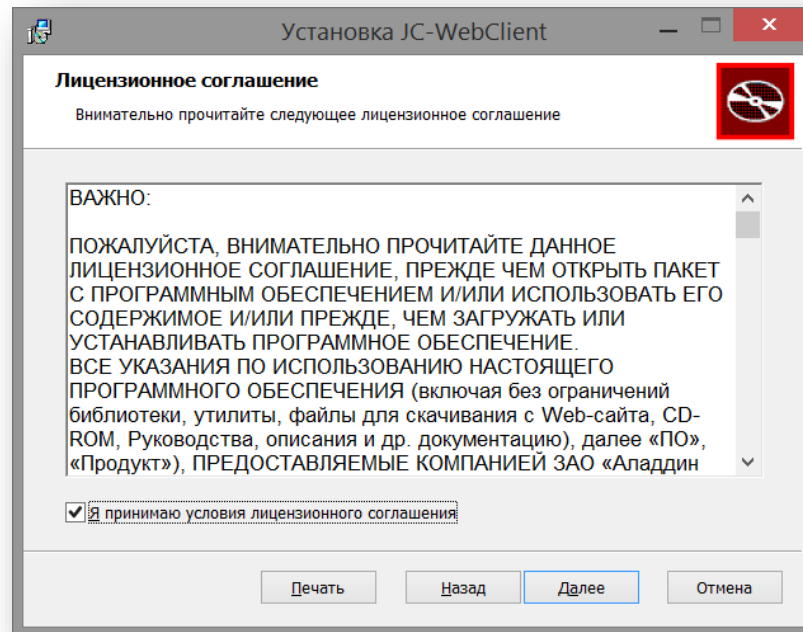 Установка JC-WebClient
Лицензионное соглашение
Внимательно прочитайте следующее лицензионное соглашение
ВАЖНО:
ПОЖАЛУЙСТА, ВНИМАТЕЛЬНО ПРОЧИТАЙТЕ ДАННОЕ
ЛИЦЕНЗИОННОЕ СОГЛАШЕНИЕ, ПРЕЖДЕ ЧЕМ ОТКРЫТЬ ПАКЕТ
С ПРОГРАММНЫМ ОБЕСПЕЧЕНИЕМ И/ИЛИ ИСПОЛЬЗОВАТЬ ЕГО
СОДЕРЖИМОЕ И/ИЛИ ПРЕЖДЕ, ЧЕМ ЗАГРУЖАТЬ ИЛИ
УСТАНАВЛИВАТЬ ПРОГРАММНОЕ ОБЕСПЕЧЕНИЕ.
ВСЕ УКАЗАНИЯ ПО ИСПОЛЬЗОВАНИЮ НАСТОЯЩЕГО
ПРОГРАММНОГО ОБЕСПЕЧЕНИЯ (включая без ограничений
библиотеки, утилиты, файлы для скачивания с Web-сайта, CD-
ROM, Руководства, описания и др. документацию), далее «ПО»,
«Продукт»), ПРЕДОСТАВЛЯЕМЫЕ КОМПАНИЕЙ ЗАО «Аладдин
Я принимаю условия лицензионного соглашения
Печать
Назад
Далее
Отмена